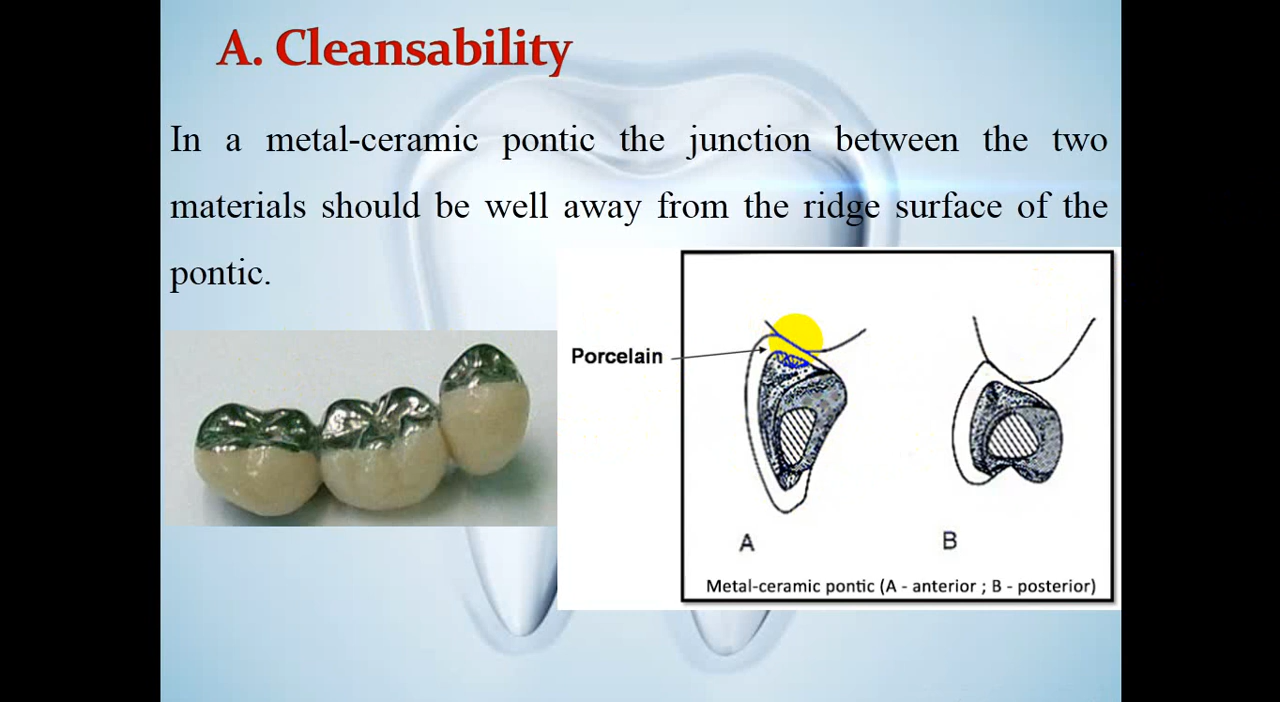 A. Cleansability
In a metal-ceramic pontic the junction between the two
materials should be well away from the ridge surface of the
pontic.
Porcelain
A
B
Metal-ceramic pontic (A - anterior ; B - posterior)